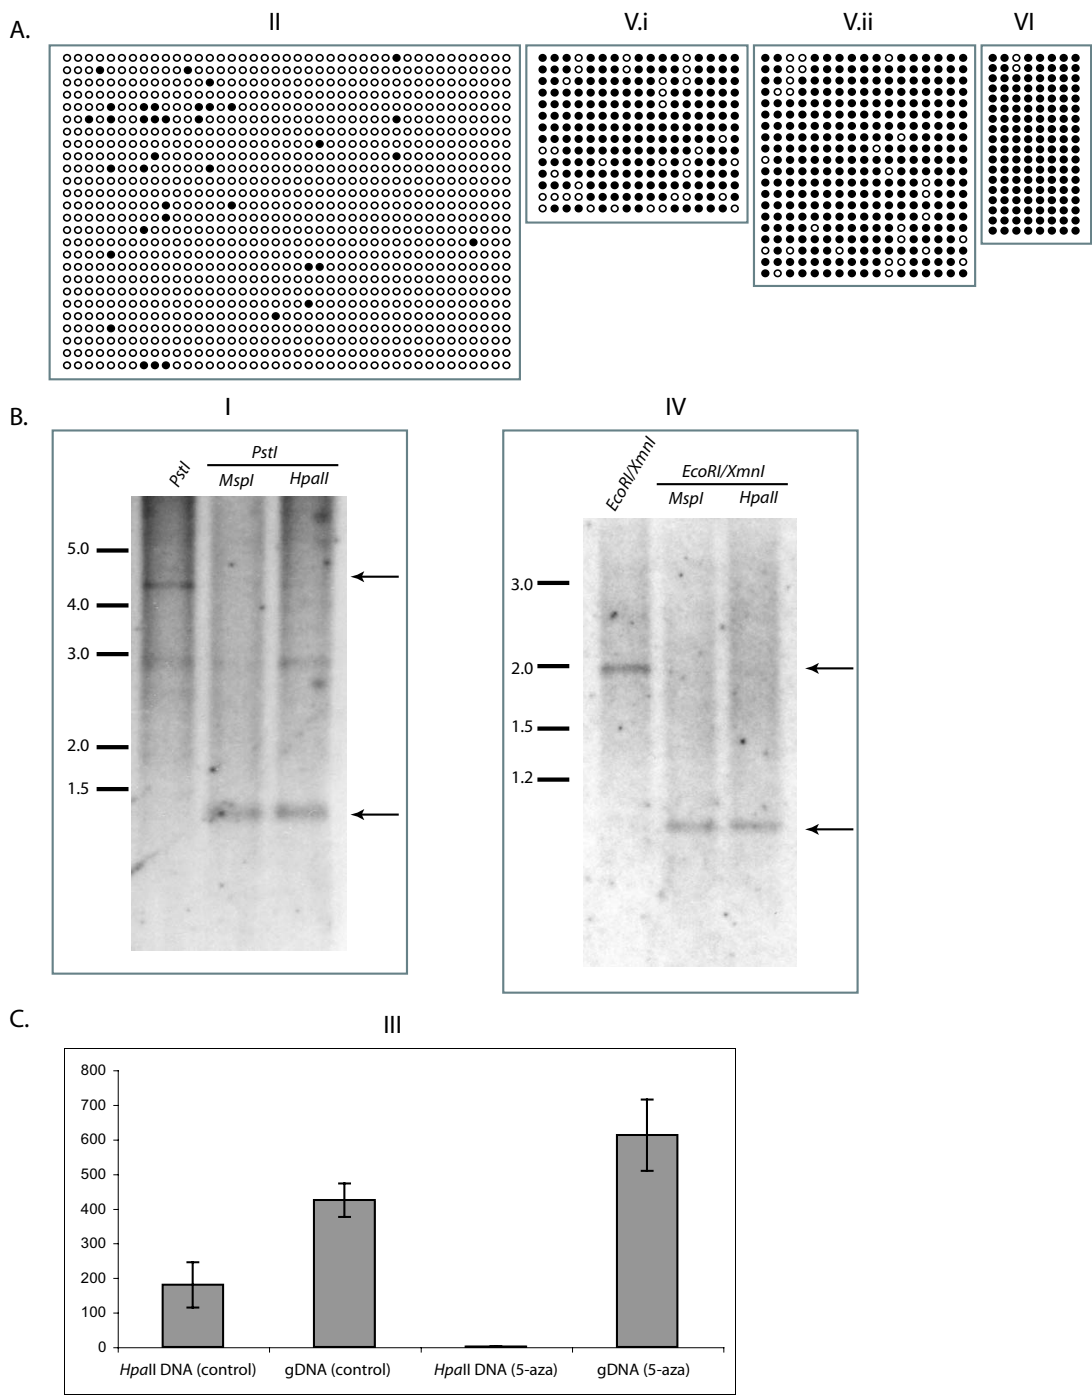 A.
II
V.i
V.ii
VI
B.
I
IV
PstI
PstI
MspI
HpaII
5.0
4.0
3.0
2.0
1.5
EcoRI/XmnI
EcoRI/XmnI
MspI
HpaII
3.0
2.0
1.5
1.2
C.
III
800
700
600
500
400
300
200
100
0
HpaII DNA (control)
gDNA (control)
HpaII DNA (5-aza)
gDNA (5-aza)